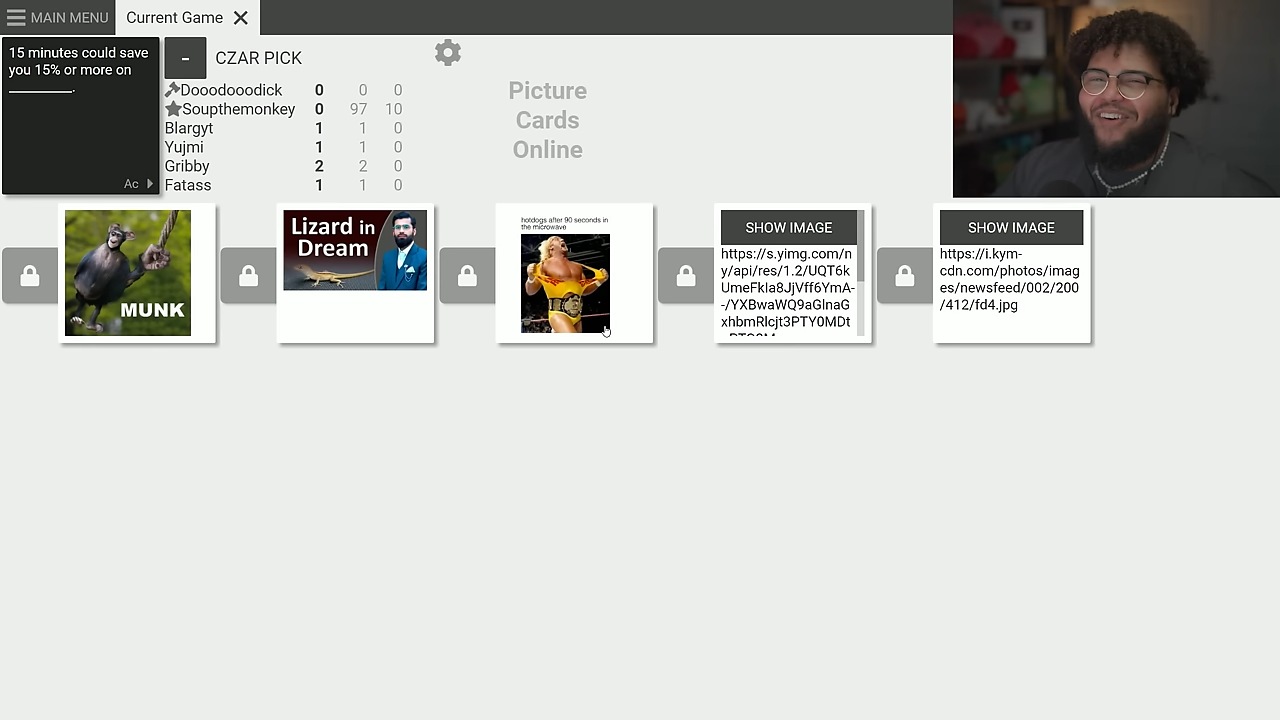 MAIN MENU
Current Game
15 minutes could save
you 15% or more on
_______.
Ac
-
CZAR PICK
Dooodooodick 0 0 0
Soupthemonkey 0 97 10
Blargyt 1 1 0
Yujmi 1 1 0
Gribby 2 2 0
Fatass 1 1 0
Picture
Cards
Online
MUNK
Lizard in
Dream
hotdogs after 90 seconds in
the microwave
SHOW IMAGE
https://s.yimg.com/n
y/api/res/1.2/UQT6k
UmeFkIa8JjVff6YmA-
-/YXBwaWQ9aGlnaG
xhbmRlcjt3PTY0MDt
SHOW IMAGE
https://i.kym-
cdn.com/photos/imag
es/newsfeed/002/200
/412/fd4.jpg